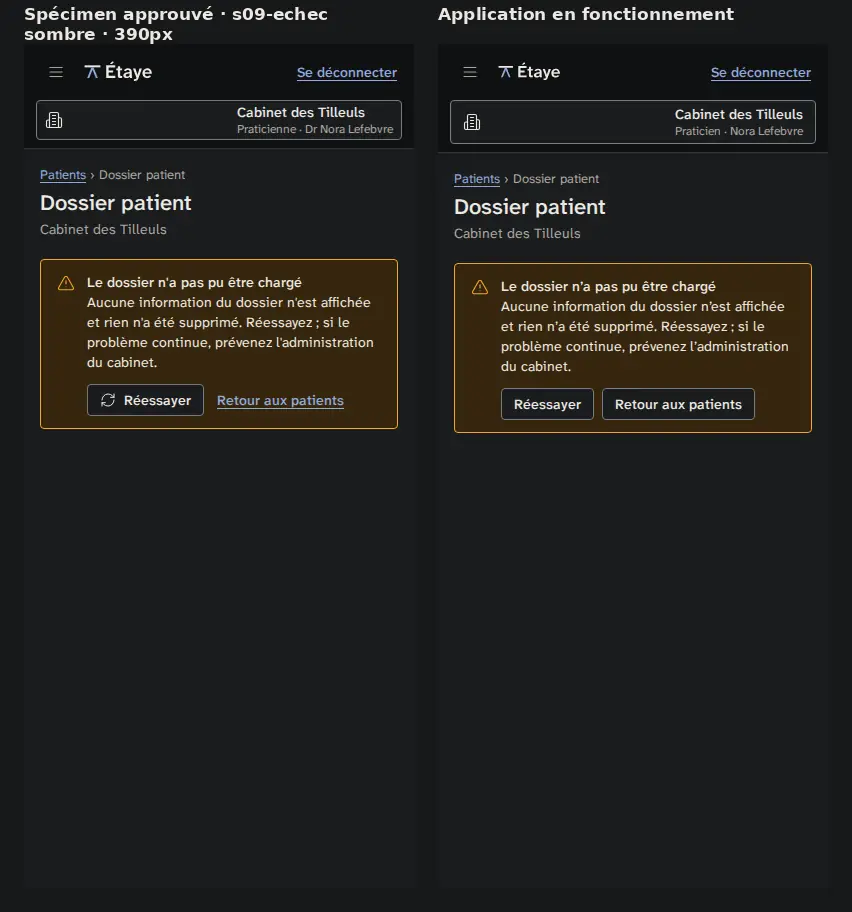 Spécimen approuvé · s09-echec
sombre · 390px
Étaye
Se déconnecter
Cabinet des Tilleuls
Praticienne · Dr Nora Lefebvre
Patients › Dossier patient
Dossier patient
Cabinet des Tilleuls
Le dossier n'a pas pu être chargé
Aucune information du dossier n'est affichée
et rien n'a été supprimé. Réessayez ; si le
problème continue, prévenez l'administration
du cabinet.
Réessayer
Retour aux patients
Application en fonctionnement
Étaye
Se déconnecter
Cabinet des Tilleuls
Praticien · Nora Lefebvre
Patients › Dossier patient
Dossier patient
Cabinet des Tilleuls
Le dossier n’a pas pu être chargé
Aucune information du dossier n’est affichée
et rien n’a été supprimé. Réessayez ; si le
problème continue, prévenez l’administration
du cabinet.
Réessayer
Retour aux patients